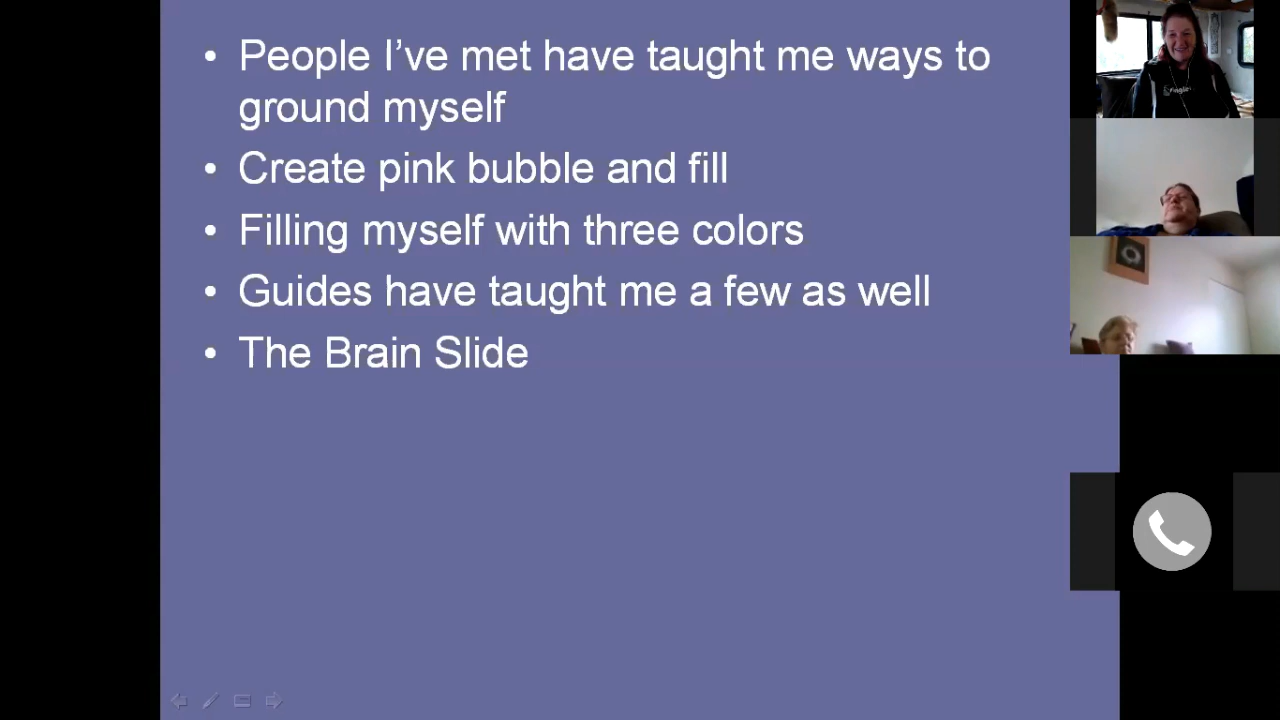 • People I’ve met have taught me ways to
ground myself
• Create pink bubble and fill
• Filling myself with three colors
• Guides have taught me a few as well
• The Brain Slide